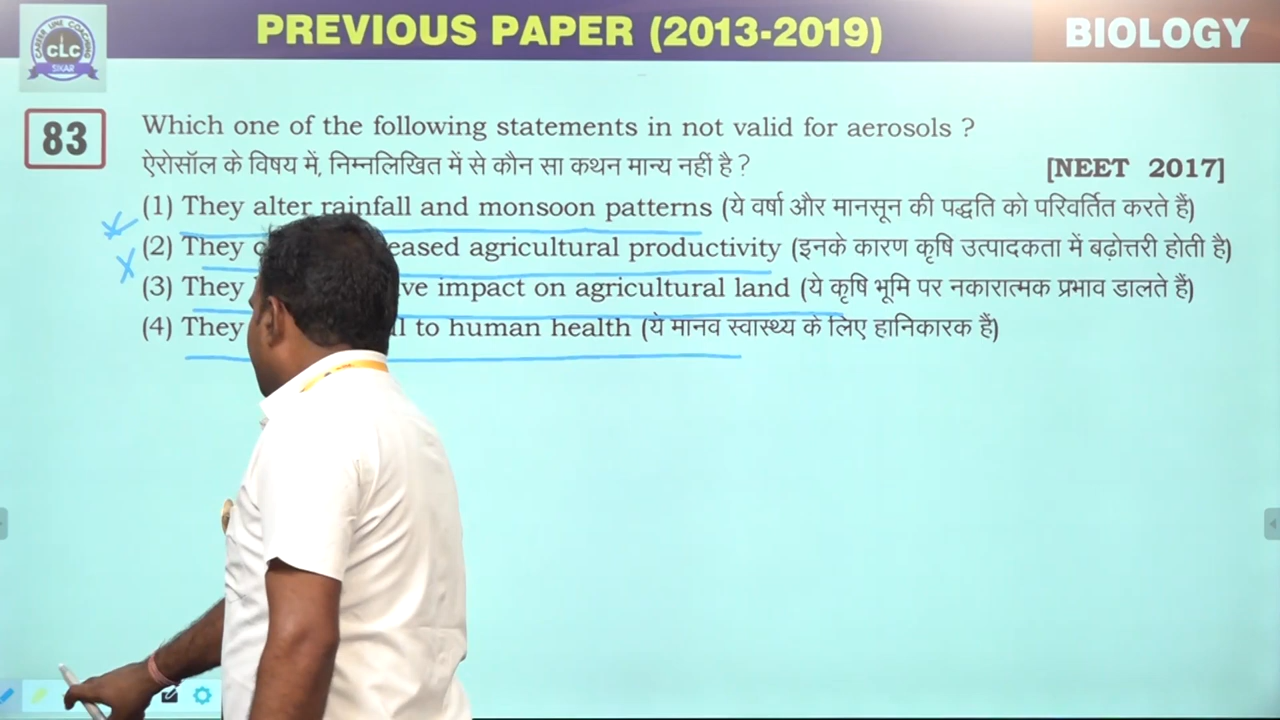 PREVIOUS PAPER (2013-2019)
BIOLOGY
CAREER LINE COACHING
CLC
SIKAR
83
Which one of the following statements in not valid for aerosols ?
ऐरोसॉल के विषय में, निम्नलिखित में से कौन सा कथन मान्य नहीं है ?
[NEET 2017]
(1) They alter rainfall and monsoon patterns (ये वर्षा और मानसून की पद्धति को परिवर्तित करते हैं)
(2) They eased agricultural productivity (इनके कारण कृषि उत्पादकता में बढ़ोत्तरी होती है)
(3) They ve impact on agricultural land (ये कृषि भूमि पर नकारात्मक प्रभाव डालते हैं)
(4) They l to human health (ये मानव स्वास्थ्य के लिए हानिकारक हैं)